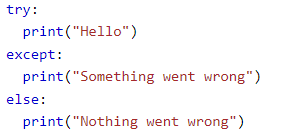 try:
  print("Hello")
except:
  print("Something went wrong")
else:
  print("Nothing went wrong")